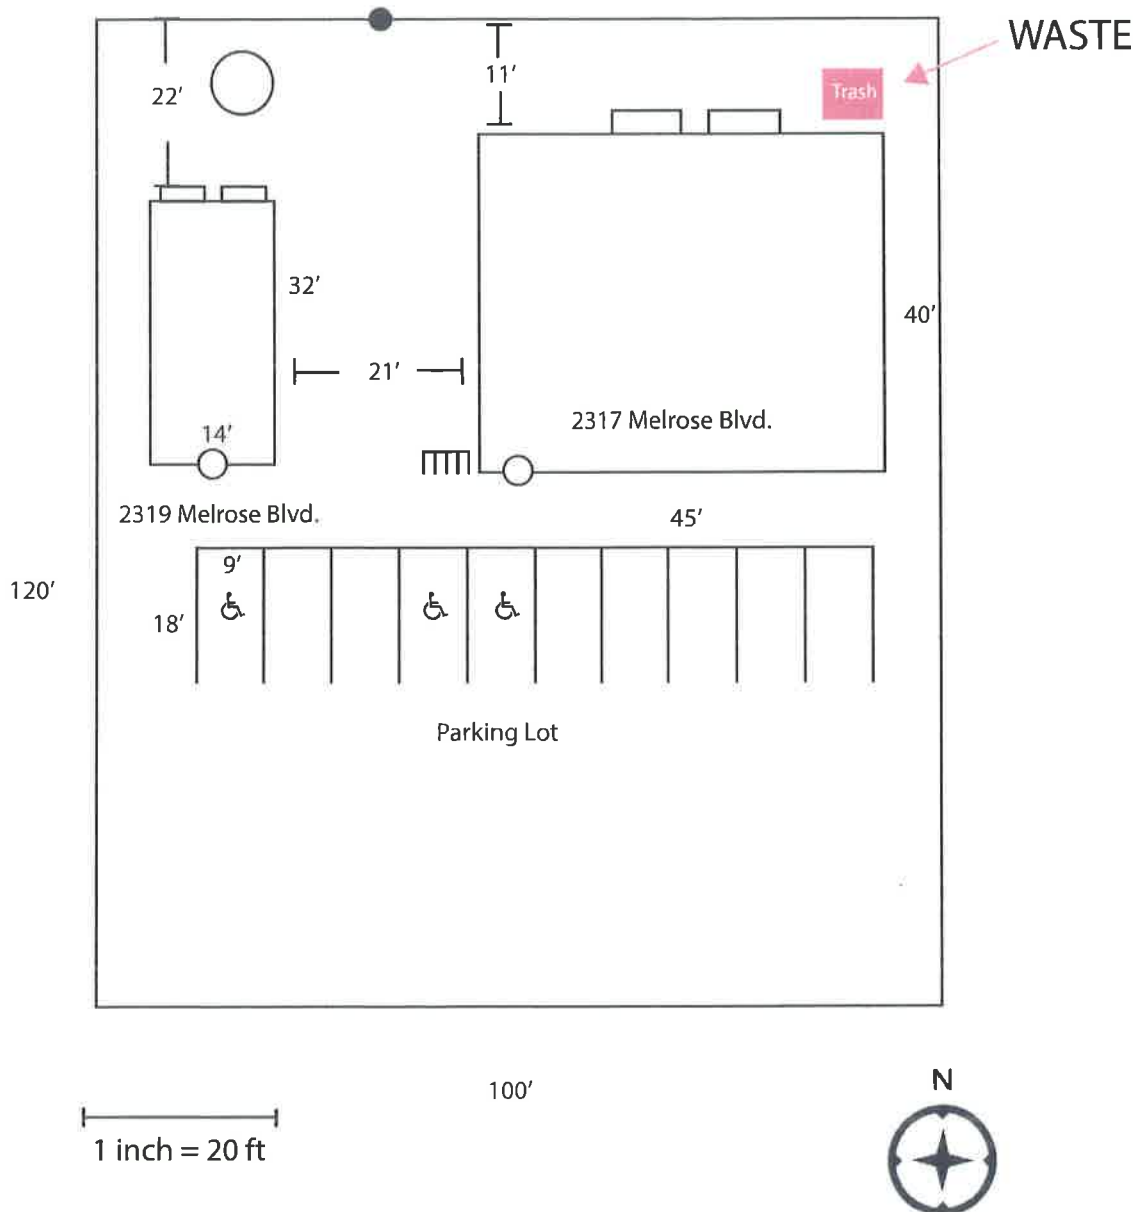 WASTE
22′
11′
Trash
32′
40′
21′
2317 Melrose Blvd.
14′
2319 Melrose Blvd.
45′
9′
120′
18′
Parking Lot
100′
N
1 inch = 20 ft